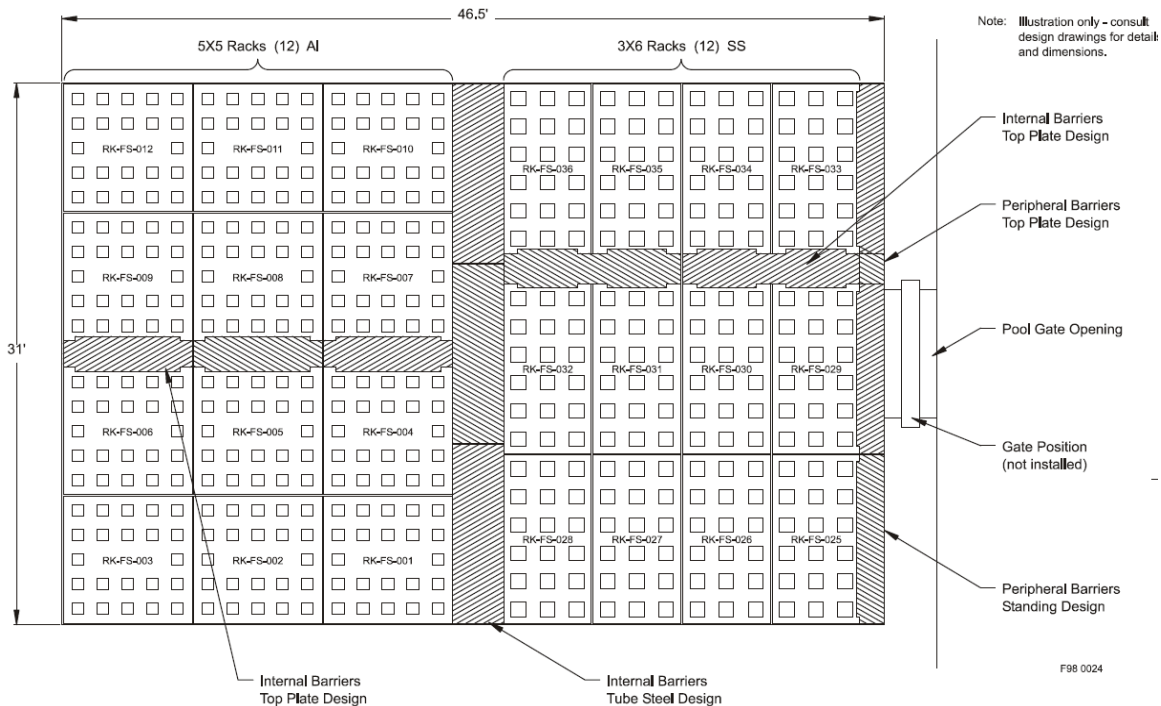 46.5'
Note: Illustration only - consult
design drawings for details
and dimensions.
5X5 Racks (12) Al
3X6 Racks (12) SS
Internal Barriers
Top Plate Design
RK-FS-012
RK-FS-011
RK-FS-010
RK-FS-036
RK-FS-035
RK-FS-034
RK-FS-033
Peripheral Barriers
Top Plate Design
RK-FS-009
RK-FS-008
RK-FS-007
Pool Gate Opening
31'
RK-FS-032
RK-FS-031
RK-FS-030
RK-FS-029
RK-FS-006
RK-FS-005
RK-FS-004
Gate Position
(not installed)
RK-FS-028
RK-FS-027
RK-FS-026
RK-FS-025
RK-FS-003
RK-FS-002
RK-FS-001
Peripheral Barriers
Standing Design
F98 0024
Internal Barriers
Top Plate Design
Internal Barriers
Tube Steel Design